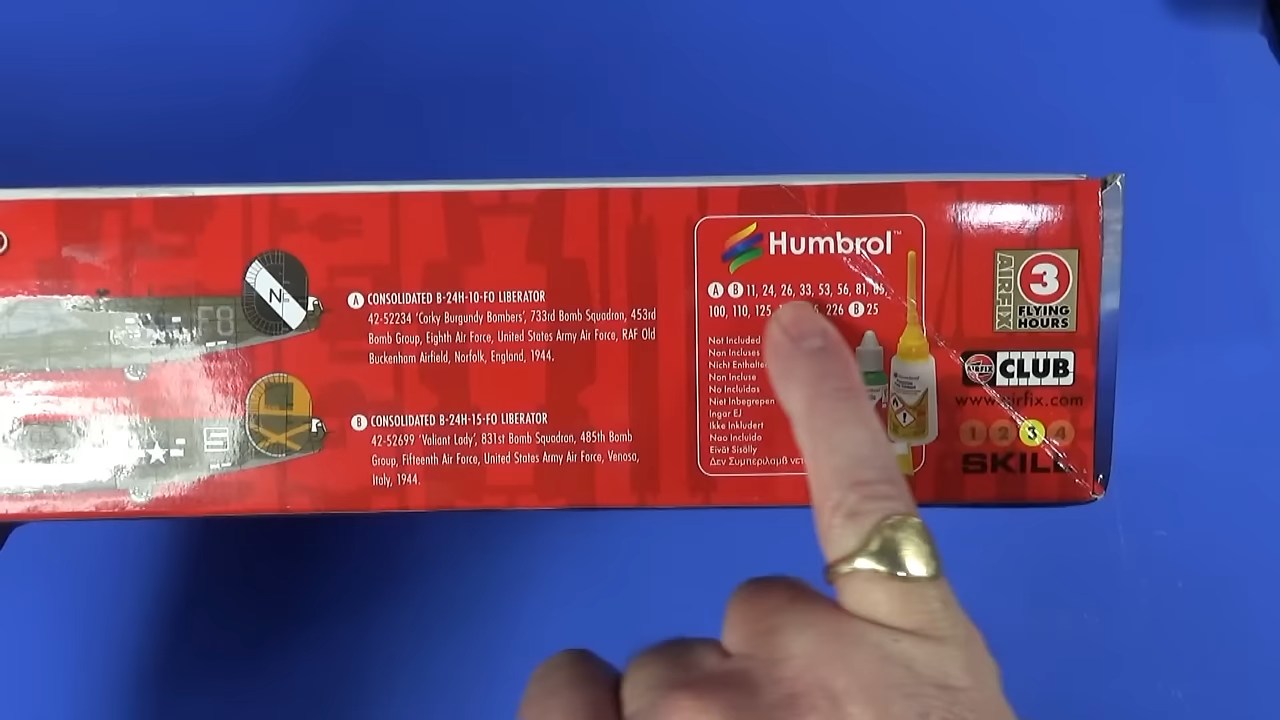 F8
N
A CONSOLIDATED B-24H-10-FO LIBERATOR
42-52234 'Corky Burgundy Bombers', 733rd Bomb Squadron, 453rd
Bomb Group, Eighth Air Force, United States Army Air Force, RAF Old
Buckenham Airfield, Norfolk, England, 1944.
B CONSOLIDATED B-24H-15-FO LIBERATOR
42-52699 'Valiant Lady', 831st Bomb Squadron, 485th Bomb
Group, Fifteenth Air Force, United States Army Air Force, Venosa,
Italy, 1944.
Humbrol™
A B 11, 24, 26, 33, 53, 56, 81, 85,
100, 110, 125, 226 B 25
Not Included
Non Incluses
Nicht Enthalten
Non Incluse
No Incluidas
Niet Inbegrepen
Ingar EJ
Ikke Inkludert
Nao Incluido
Eivät Sisälly
Δεν
AIRFIX
3
FLYING
HOURS
AIRFIX CLUB
www.airfix.com
1 2 3 4
SKILL